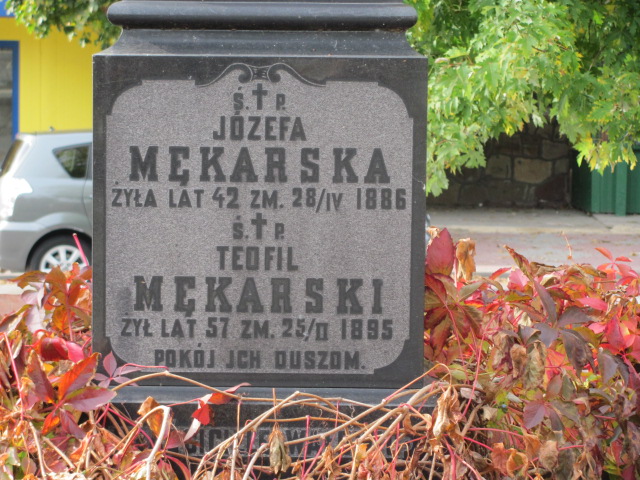 Ś. † P.
JÓZEFA
MĘKARSKA
ŻYŁA LAT 42 ZM. 28/IV 1886
Ś. † P.
TEOFIL
MĘKARSKI
ŻYŁ LAT 57 ZM. 25/II 1895
POKÓJ JCH DUSZOM.